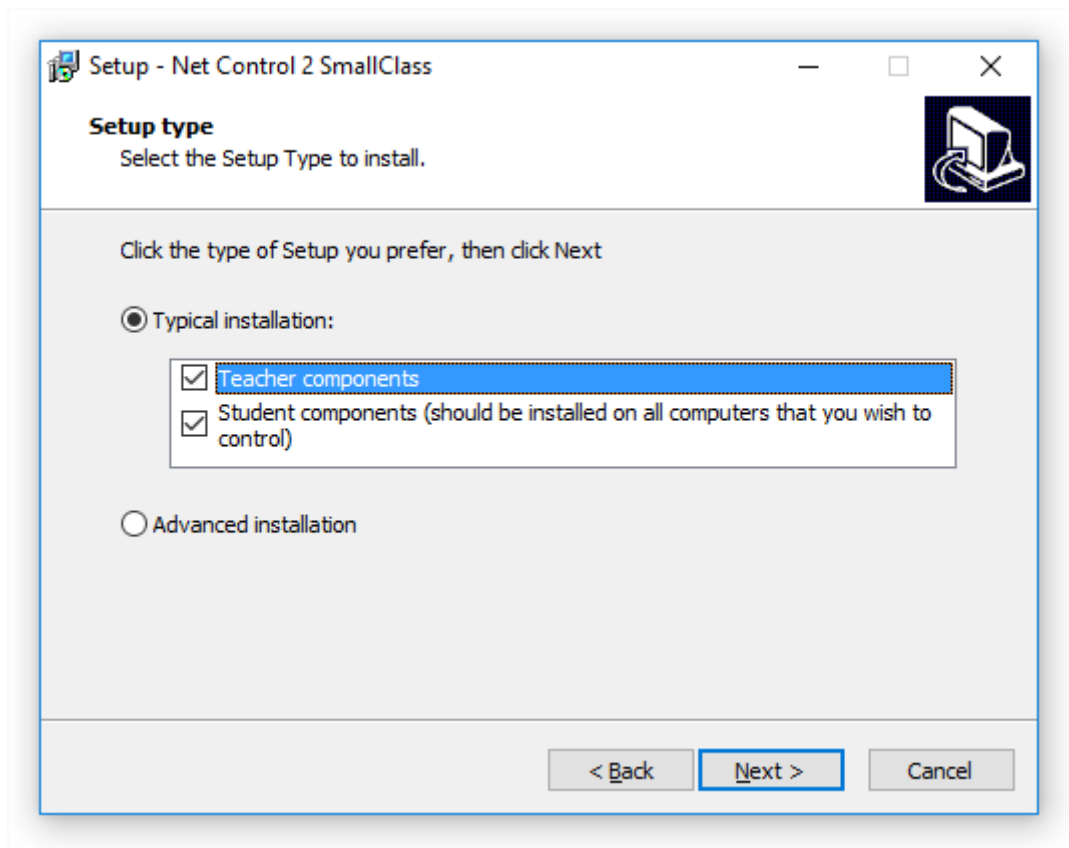 Setup - Net Control 2 SmallClass
Setup type
Select the Setup Type to install.
Click the type of Setup you prefer, then click Next
Typical installation:
Teacher components
Student components (should be installed on all computers that you wish to
control)
Advanced installation
< Back
Next >
Cancel